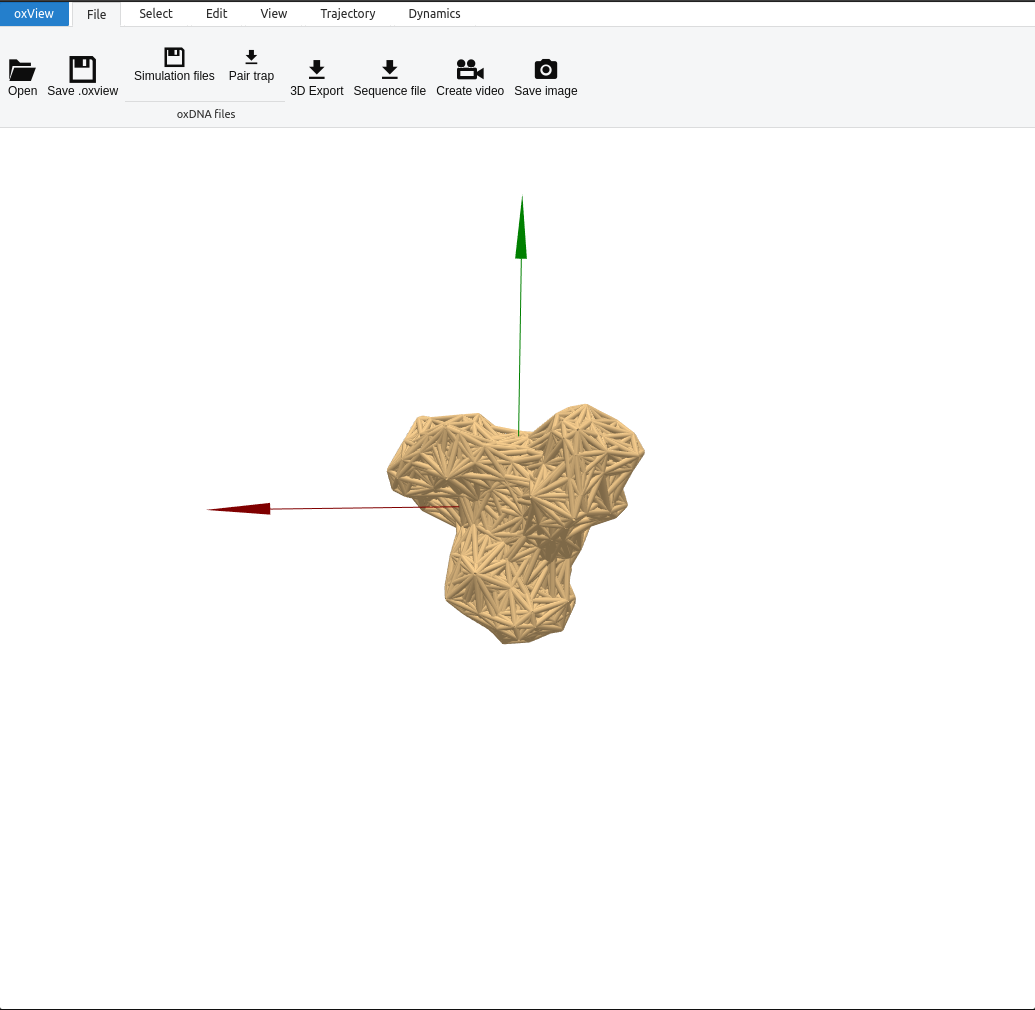 oxView File Select Edit View Trajectory Dynamics
Simulation files Pair trap
Open Save .oxview 3D Export Sequence file Create video Save image
oxDNA files